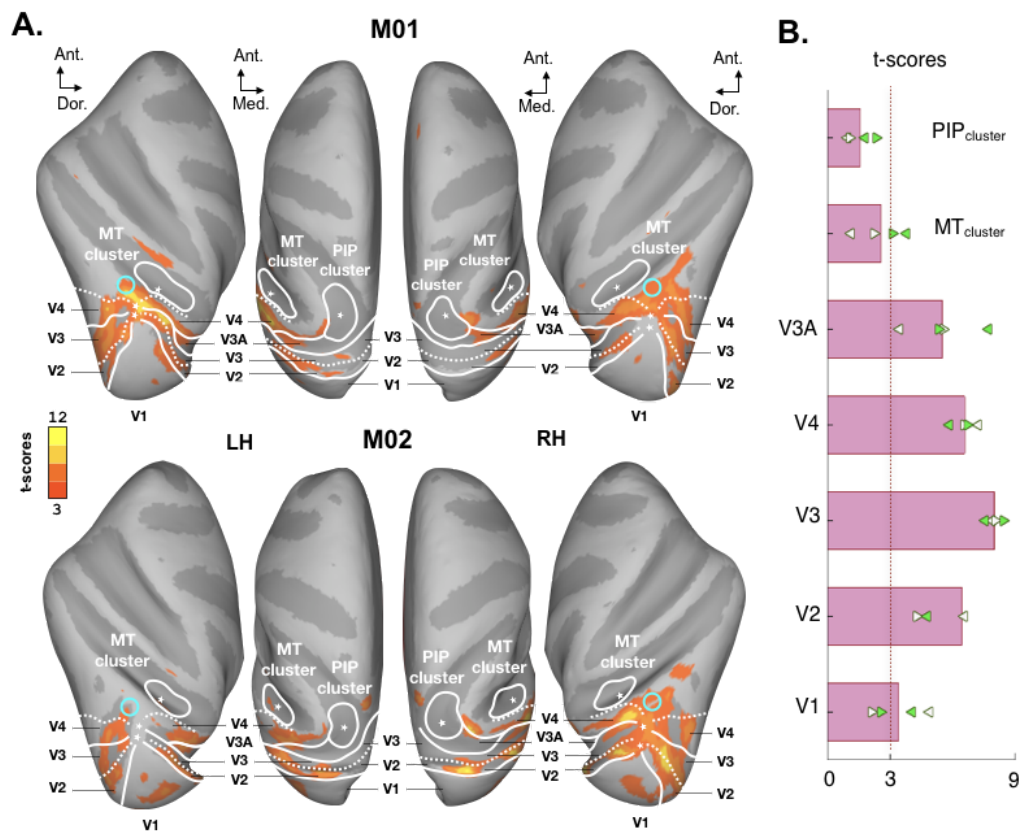 A.
M01
B.
Ant.
Dor.
Ant.
Med.
Ant.
Med.
Ant.
Dor.
t-scores
MT
cluster
MT
cluster
PIP
cluster
PIP
cluster
MT
cluster
MT
cluster
V4
V3
V2
V1
V4
V3A
V3
V2
V3
V2
V1
V4
V3A
V3
V2
V4
V3
V2
V1
12
t-scores
3
LH
M02
RH
MT
cluster
MT
cluster
PIP
cluster
PIP
cluster
MT
cluster
MT
cluster
V4
V3
V2
V1
V4
V3A
V3
V2
V3
V2
V1
V4
V3A
V3
V2
V4
V3
V2
V1
PIPcluster
MTcluster
V3A
V4
V3
V2
V1
0
3
9